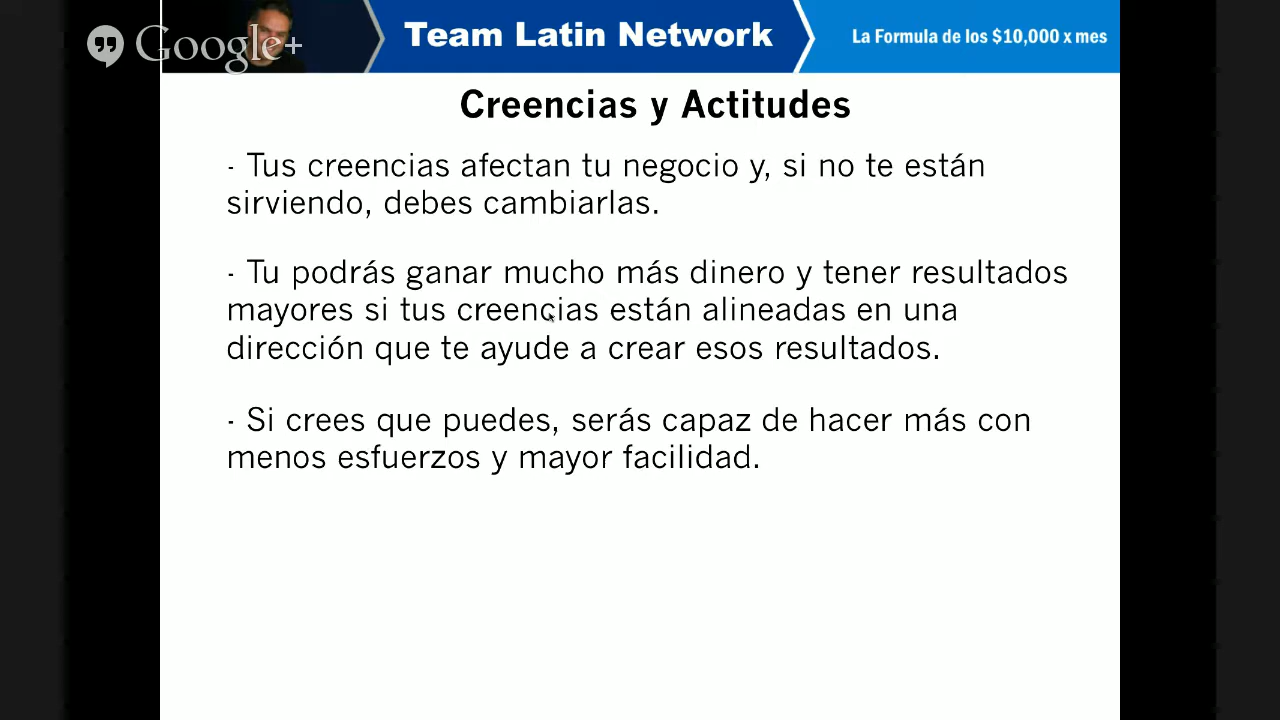 Google+
Team Latin Network
La Formula de los $10,000 x mes
Creencias y Actitudes
- Tus creencias afectan tu negocio y, si no te están
sirviendo, debes cambiarlas.
- Tu podrás ganar mucho más dinero y tener resultados
mayores si tus creencias están alineadas en una
dirección que te ayude a crear esos resultados.
- Si crees que puedes, serás capaz de hacer más con
menos esfuerzos y mayor facilidad.